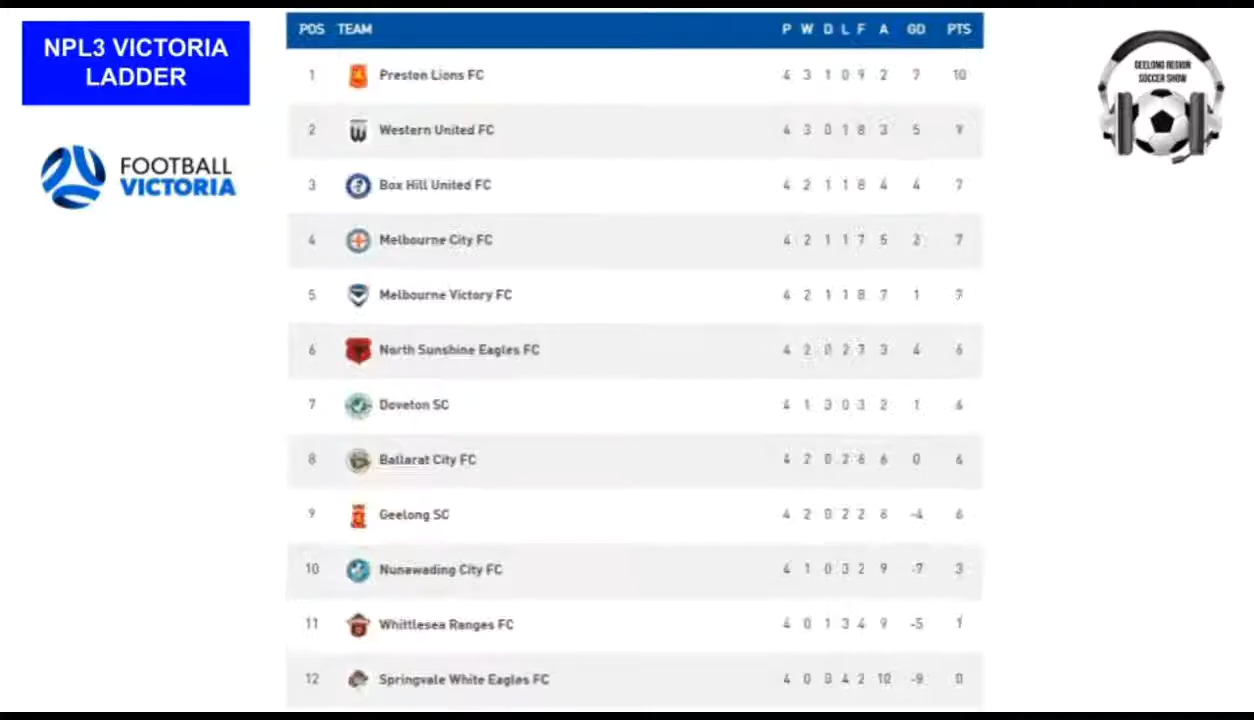 NPL3 VICTORIA
LADDER
FOOTBALL
VICTORIA
GEELONG REGION
SOCCER SHOW
POS TEAM P W D L F A GD PTS
1 Preston Lions FC 4 3 1 0 9 2 7 10
2 Western United FC 4 3 0 1 8 3 5 9
3 Box Hill United FC 4 2 1 1 8 4 4 7
4 Melbourne City FC 4 2 1 1 7 5 2 7
5 Melbourne Victory FC 4 2 1 1 8 7 1 7
6 North Sunshine Eagles FC 4 2 0 2 7 3 4 6
7 Doveton SC 4 1 3 0 3 2 1 6
8 Ballarat City FC 4 2 0 2 6 6 0 6
9 Geelong SC 4 2 0 2 2 6 -4 6
10 Nunawading City FC 4 1 0 3 2 9 -7 3
11 Whittlesea Ranges FC 4 0 1 3 4 9 -5 1
12 Springvale White Eagles FC 4 0 0 4 2 10 -9 0